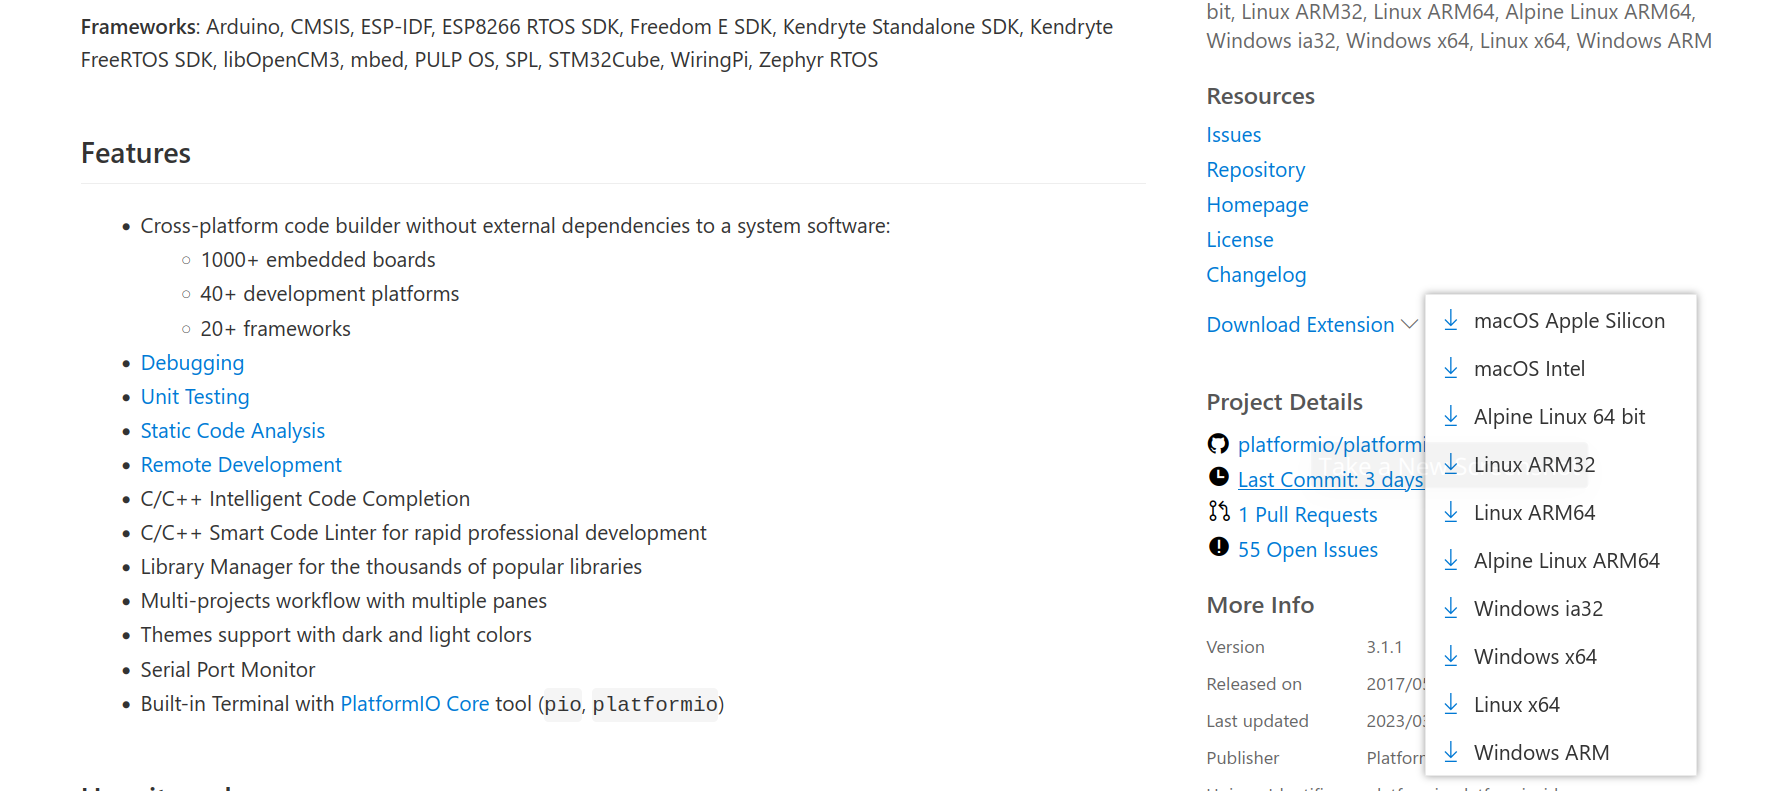 Frameworks: Arduino, CMSIS, ESP-IDF, ESP8266 RTOS SDK, Freedom E SDK, Kendryte Standalone SDK, Kendryte
FreeRTOS SDK, libOpenCM3, mbed, PULP OS, SPL, STM32Cube, WiringPi, Zephyr RTOS
Features
• Cross-platform code builder without external dependencies to a system software:
○ 1000+ embedded boards
○ 40+ development platforms
○ 20+ frameworks
• Debugging
• Unit Testing
• Static Code Analysis
• Remote Development
• C/C++ Intelligent Code Completion
• C/C++ Smart Code Linter for rapid professional development
• Library Manager for the thousands of popular libraries
• Multi-projects workflow with multiple panes
• Themes support with dark and light colors
• Serial Port Monitor
• Built-in Terminal with PlatformIO Core tool (pio, platformio)
bit, Linux ARM32, Linux ARM64, Alpine Linux ARM64,
Windows ia32, Windows x64, Linux x64, Windows ARM
Resources
Issues
Repository
Homepage
License
Changelog
Download Extension
macOS Apple Silicon
macOS Intel
Alpine Linux 64 bit
Linux ARM32
Linux ARM64
Alpine Linux ARM64
Windows ia32
Windows x64
Linux x64
Windows ARM
Project Details
platformio/platformi
Take a New
Last Commit: 3 days
1 Pull Requests
55 Open Issues
More Info
Version 3.1.1
Released on 2017/05
Last updated 2023/03
Publisher Platfor